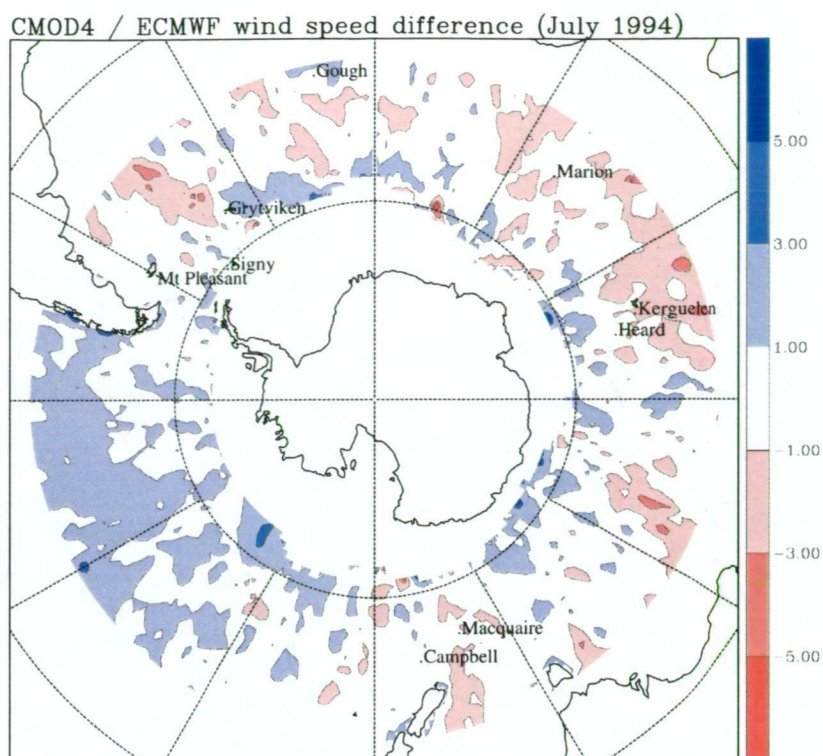 CMOD4 / ECMWF wind speed difference (July 1994)
.Gough
5.00
.Marion
Grytviken
3.00
.Signy
Mt Pleasant
Kerguelen
.Heard
1.00
-1.00
-3.00
.Macquaire
.Campbell
-5.00